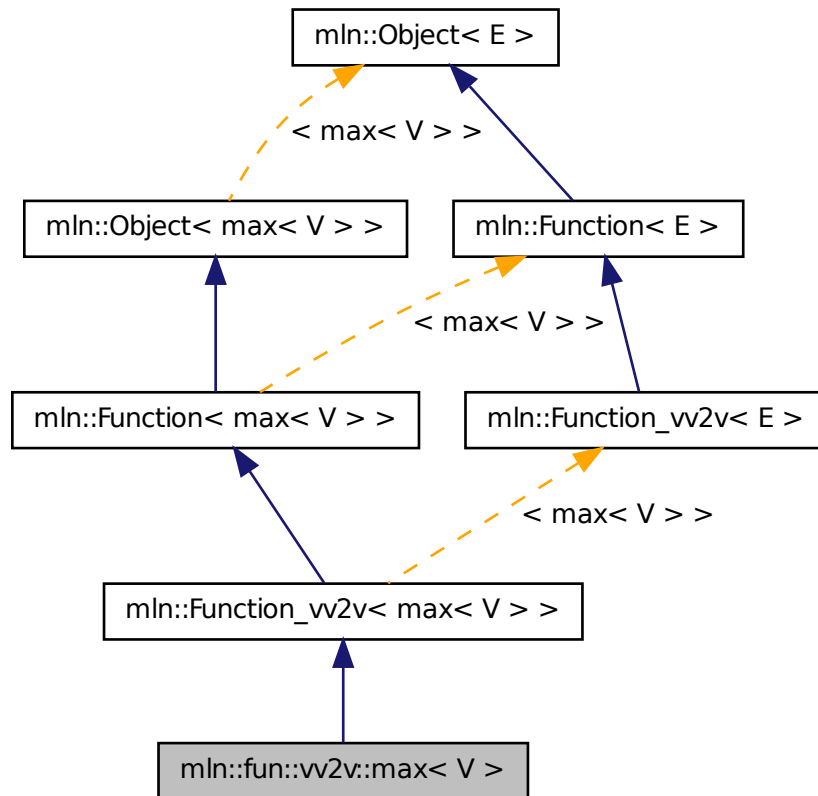 mln::Object< E >
< max< V > >
mln::Object< max< V > >
mln::Function< E >
< max< V > >
mln::Function< max< V > >
mln::Function_vv2v< E >
< max< V > >
mln::Function_vv2v< max< V > >
mln::fun::vv2v::max< V >